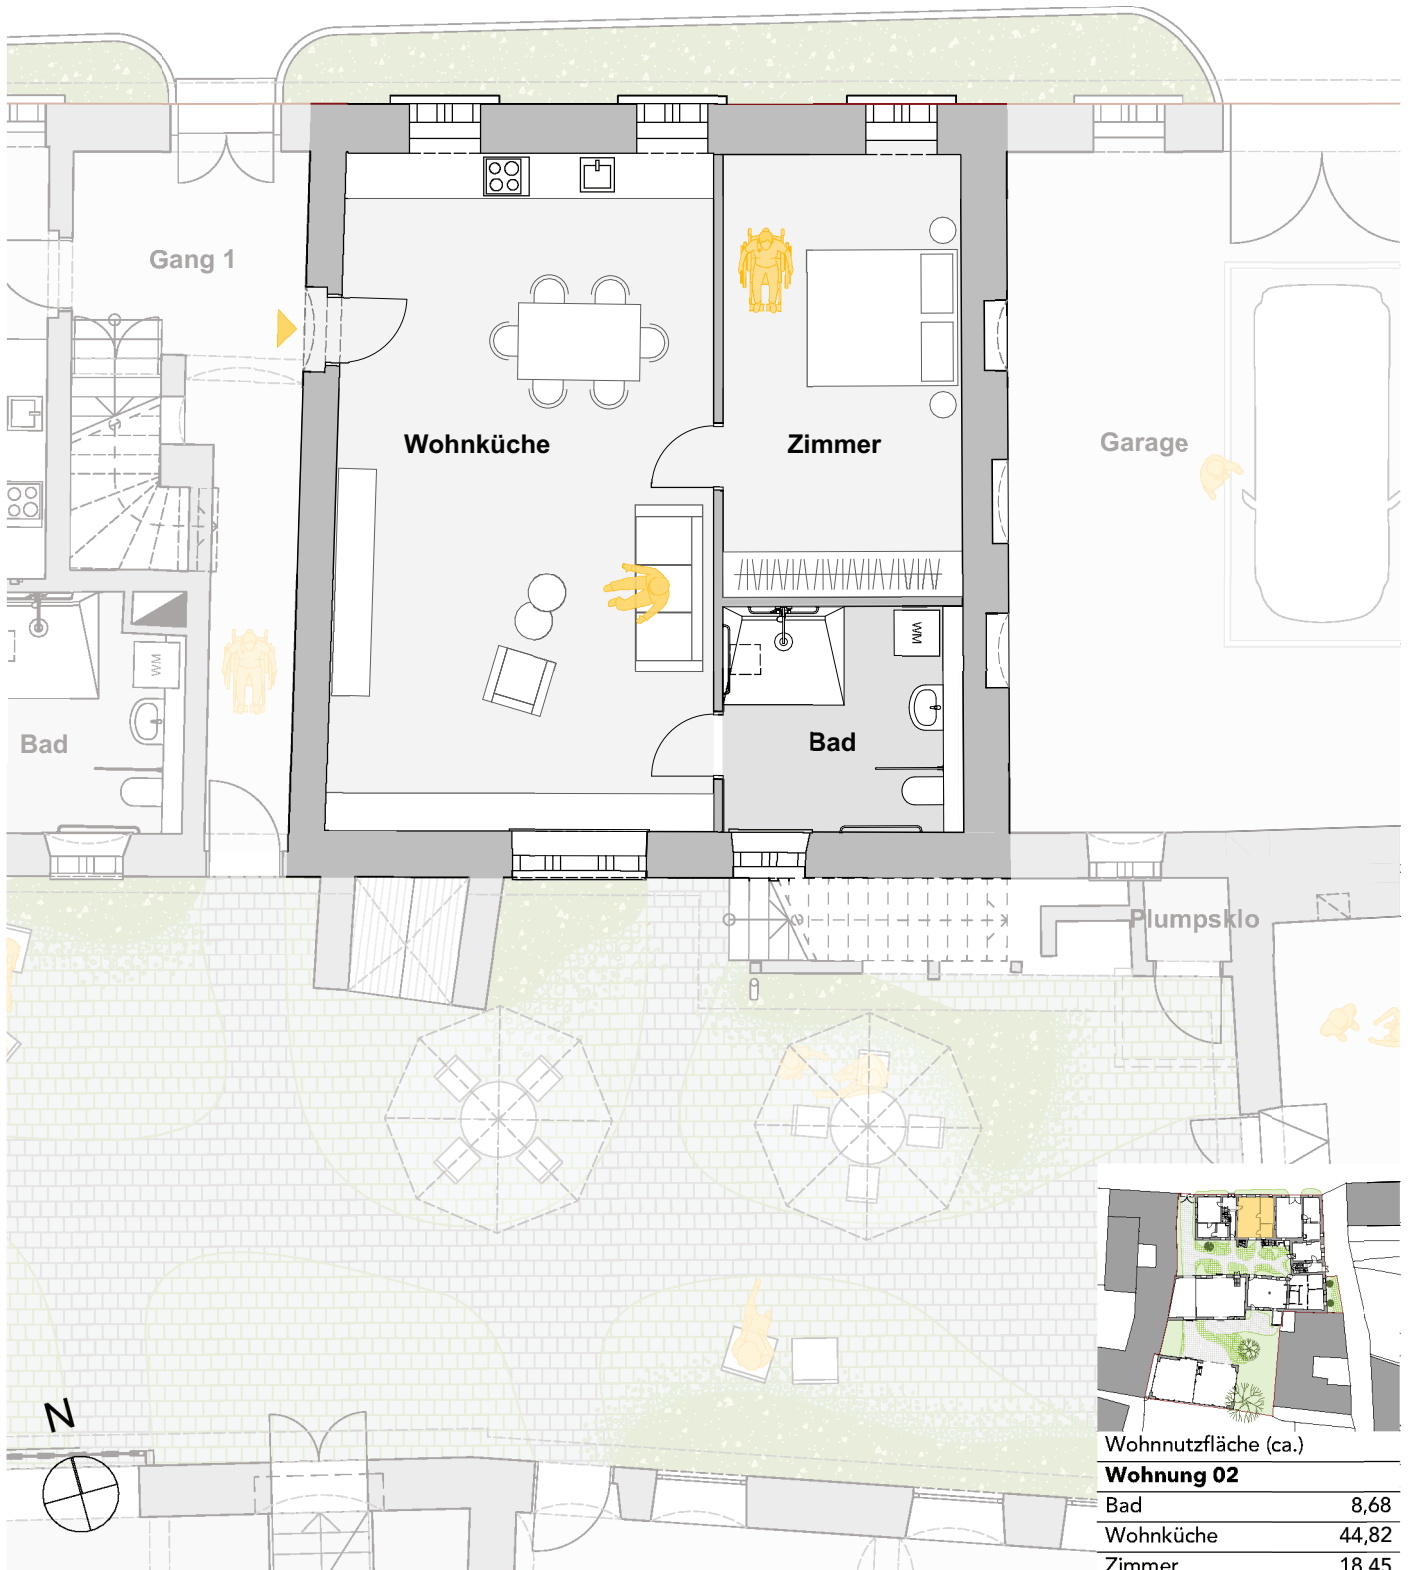 Gang 1
Wohnküche
Zimmer
Garage
WM
WM
Bad
Bad
Plumpsklo
N
Wohnnutzfläche (ca.)
Wohnung 02
Bad 8,68
Wohnküche 44,82
Zimmer 18,45